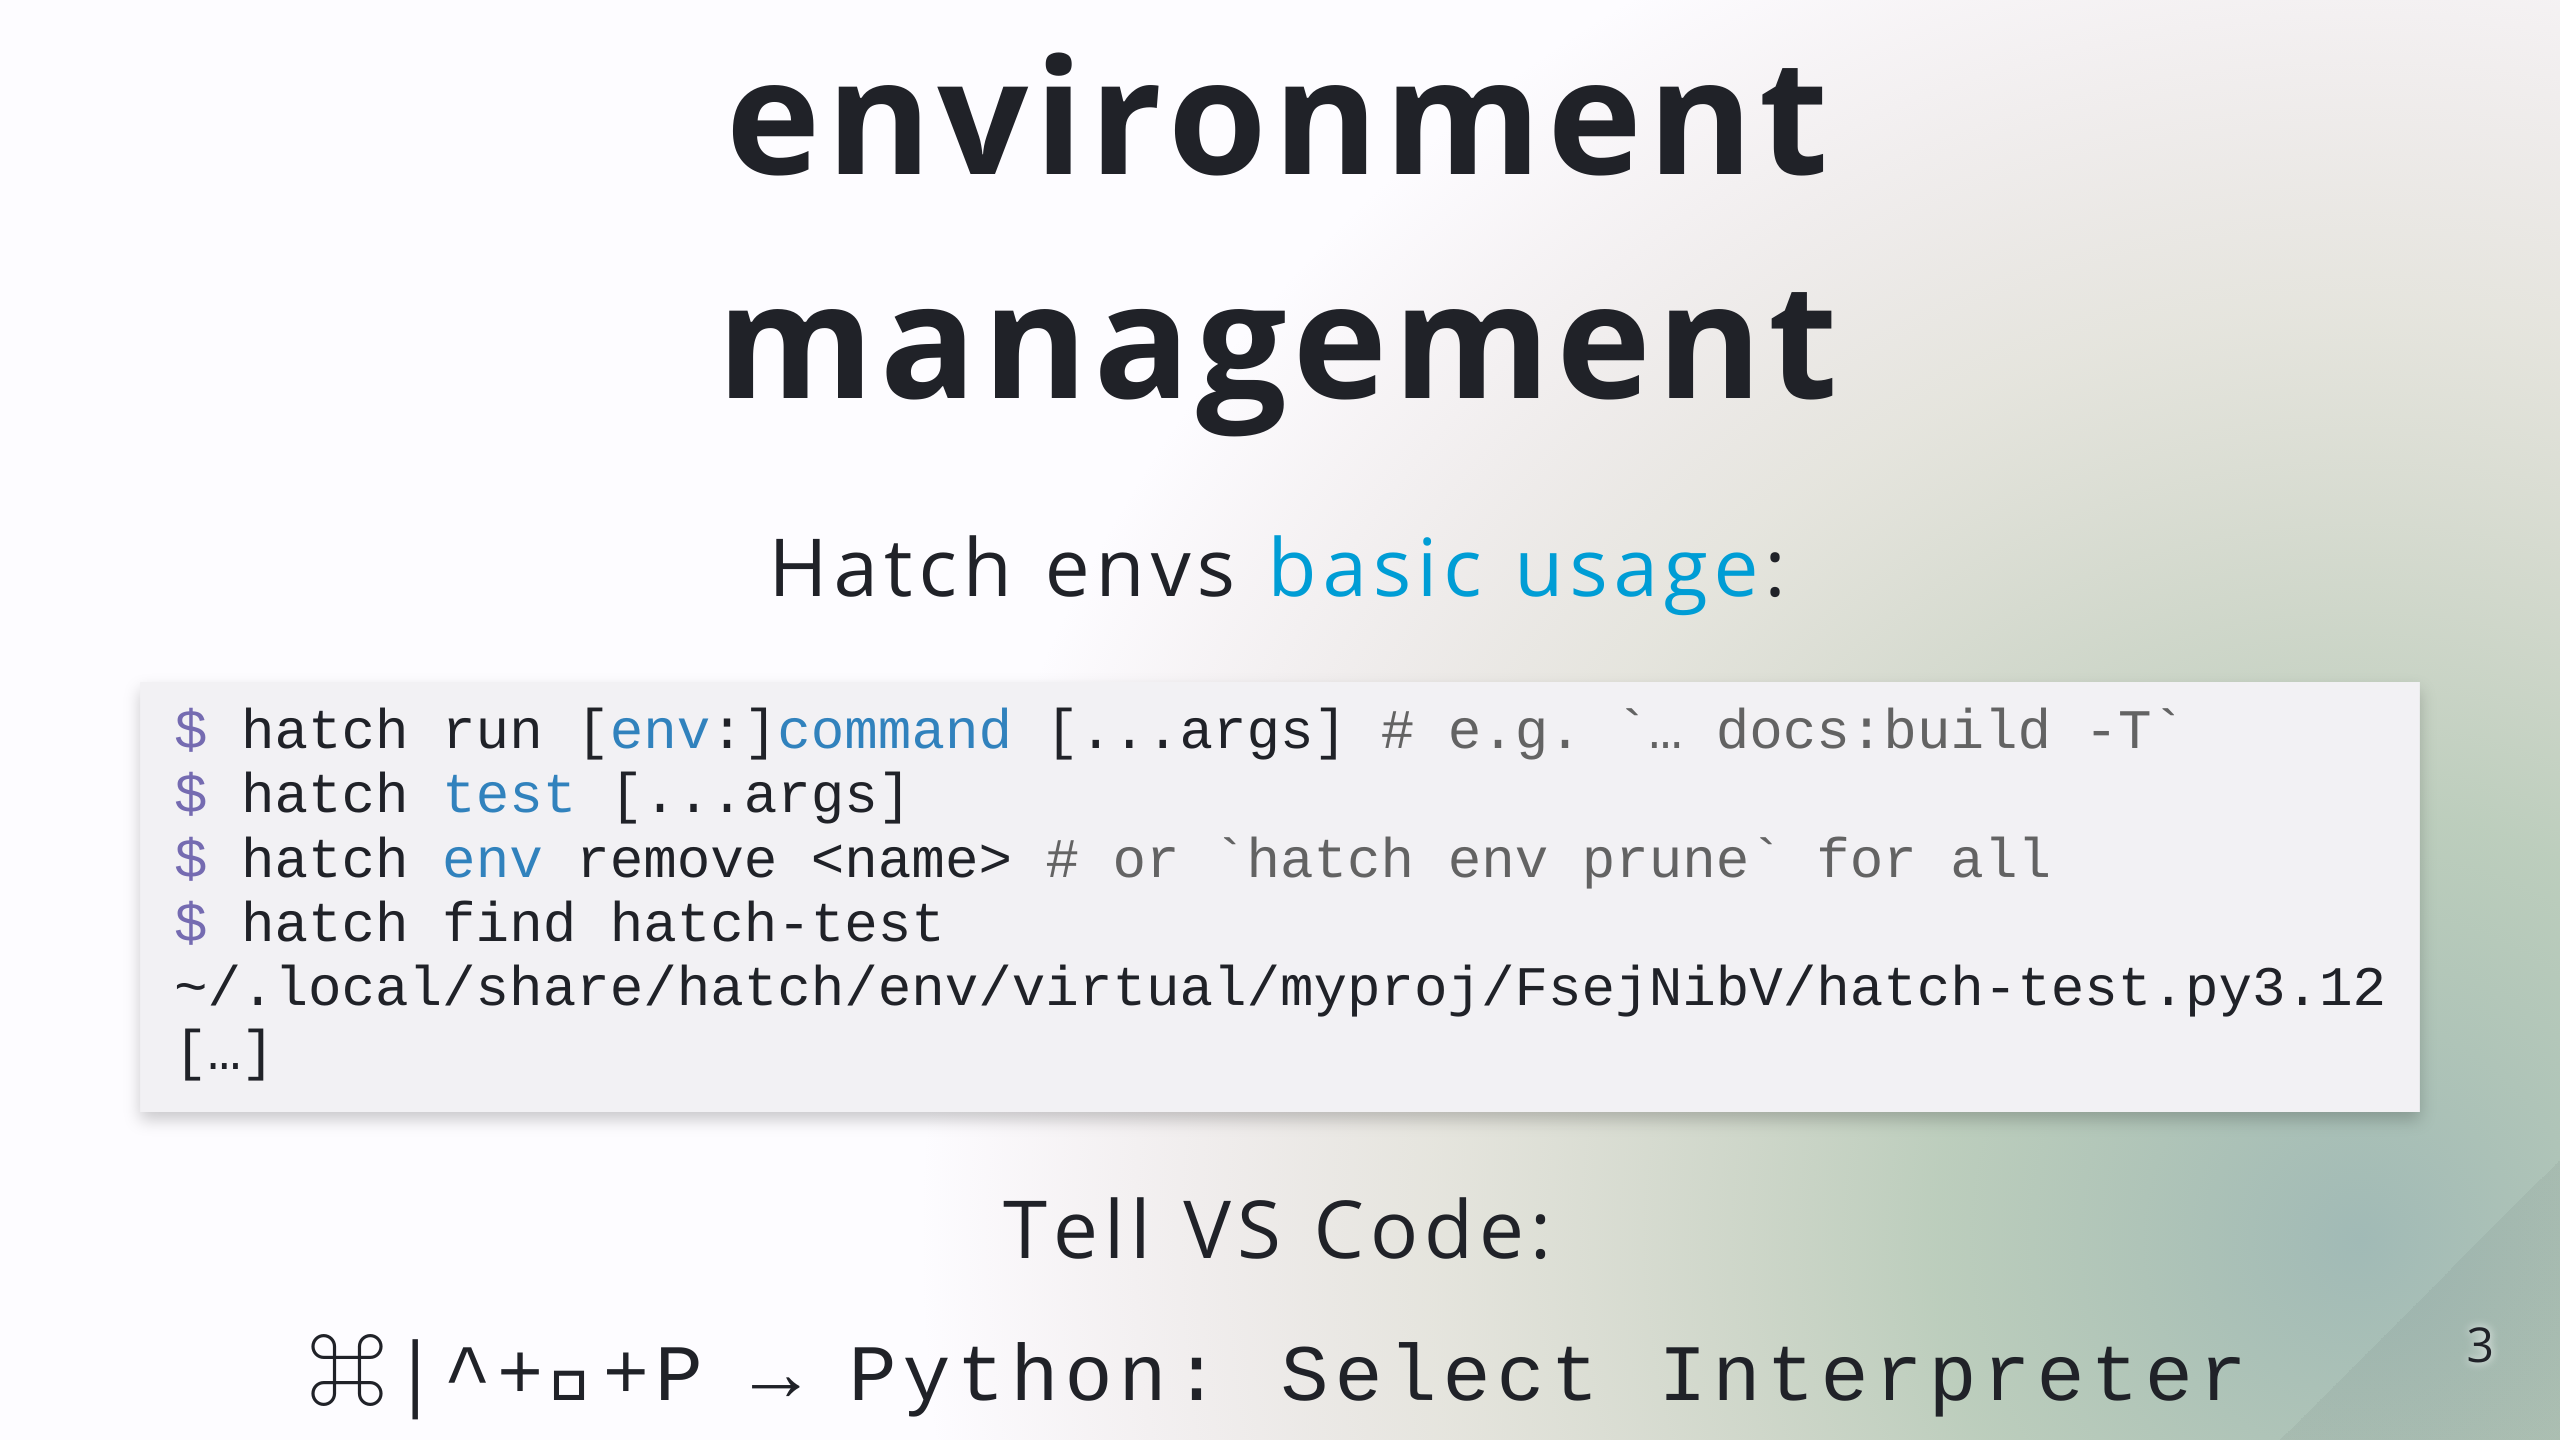 environment
management
Hatch envs basic usage:
$ hatch run [env:]command [...args] # e.g. `… docs:build -T`
$ hatch test [...args]
$ hatch env remove <name> # or `hatch env prune` for all
$ hatch find hatch-test
~/.local/share/hatch/env/virtual/myproj/FsejNibV/hatch-test.py3.12
[…]
Tell VS Code:
⌘|^+▯+P → Python: Select Interpreter
3